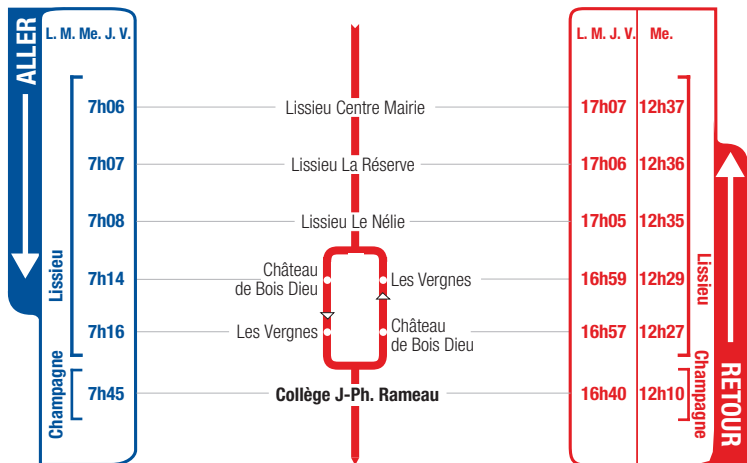 ALLER
L. M. Me. J. V.
L. M. J. V. Me.
7h06 Lissieu Centre Mairie 17h07 12h37
7h07 Lissieu La Réserve 17h06 12h36
7h08 Lissieu Le Nélie 17h05 12h35
Lissieu
7h14 Château
de Bois Dieu
Les Vergnes 16h59 12h29
Lissieu
7h16 Les Vergnes
Château
de Bois Dieu
16h57 12h27
Champagne
7h45 Collège J-Ph. Rameau 16h40 12h10
Champagne
RETOUR